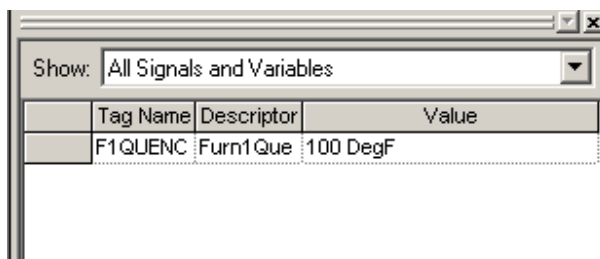 Show: All Signals and Variables
Tag Name Descriptor Value
F1QUENC Furn1Que 100 DegF